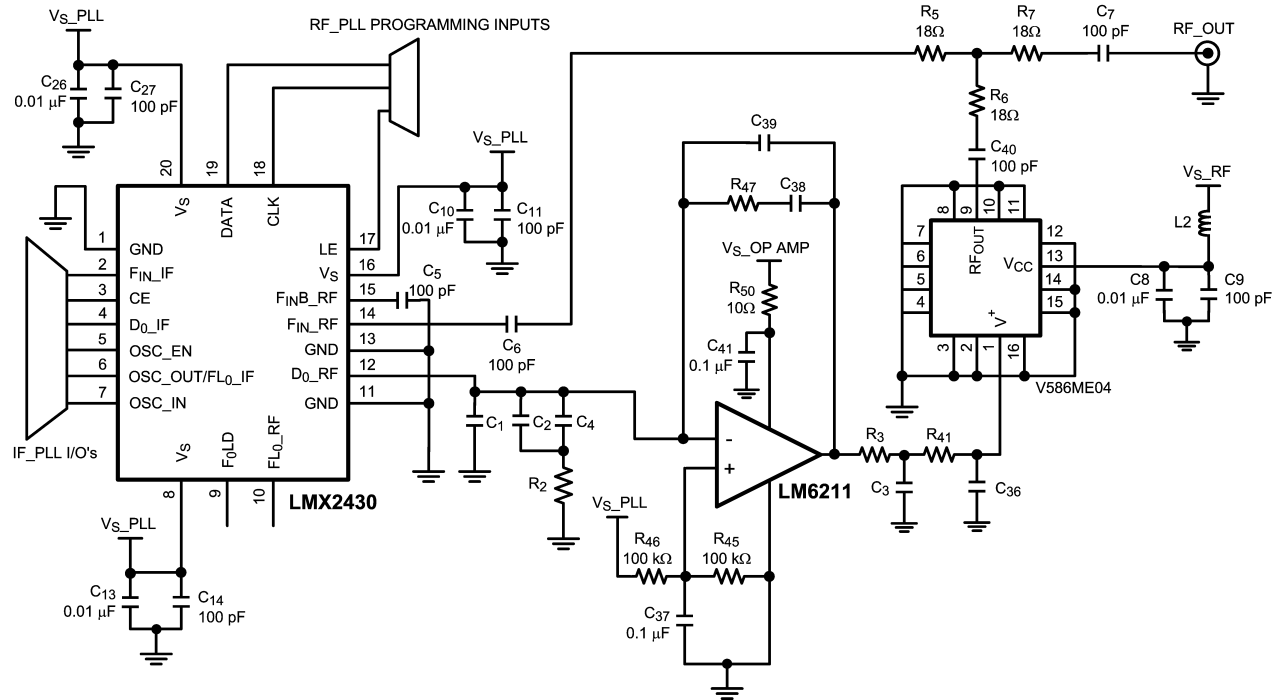 VS_PLL
RF_PLL PROGRAMMING INPUTS
R5
18Ω
R7
18Ω
C7
100 pF
RF_OUT
C26
0.01 µF
C27
100 pF
R6
18Ω
C40
100 pF
C39
R47
C38
20
19
18
VS
DATA
CLK
VS_PLL
C10
0.01 µF
C11
100 pF
VS_RF
L2
1
GND
2
FIN_IF
3
CE
4
D0_IF
5
OSC_EN
6
OSC_OUT/FL0_IF
7
OSC_IN
LE
17
VS
16
FINB_RF
15
FIN_RF
14
GND
13
D0_RF
12
GND
11
C5
100 pF
C6
100 pF
VS_OP AMP
R50
10Ω
C41
0.1 µF
8
9
10
11
7
6
5
4
RFOUT
VCC
V+
12
13
14
15
3
2
1
16
V586ME04
C8
0.01 µF
C9
100 pF
IF_PLL I/O's
VS
F0LD
FL0_RF
8
9
10
LMX2430
C1
C2
C4
R2
-
+
LM6211
R3
R41
C3
C36
VS_PLL
R46
100 kΩ
R45
100 kΩ
C37
0.1 µF
VS_PLL
C13
0.01 µF
C14
100 pF